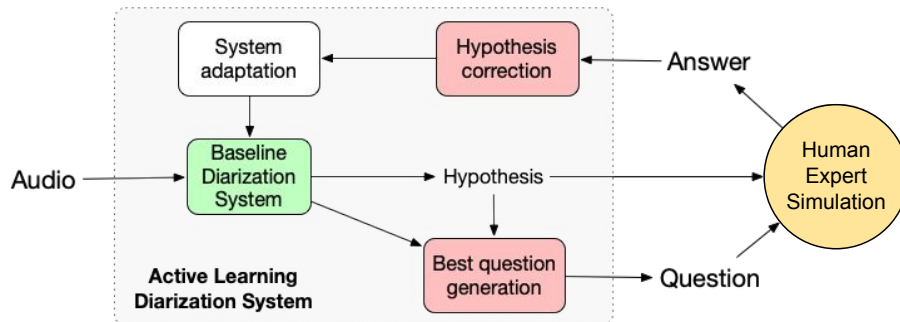 System
adaptation
Hypothesis
correction
Answer
Audio
Baseline
Diarization
System
Hypothesis
Human
Expert
Simulation
Active Learning
Diarization System
Best question
generation
Question